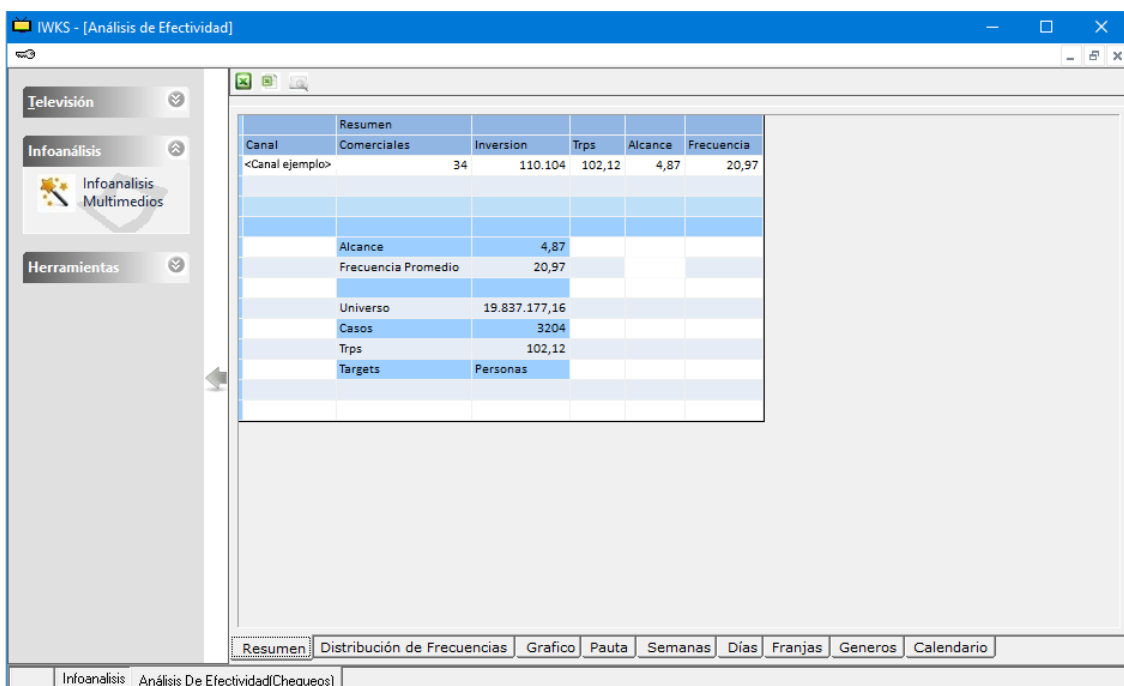 IWKS - [Análisis de Efectividad]
Televisión
Infoanálisis
Infoanalisis
Multimedios
Herramientas
Resumen
Canal Comerciales Inversion Trps Alcance Frecuencia
<Canal ejemplo> 34 110.104 102,12 4,87 20,97
Alcance 4,87
Frecuencia Promedio 20,97
Universo 19.837.177,16
Casos 3204
Trps 102,12
Targets Personas
Resumen Distribución de Frecuencias Grafico Pauta Semanas Días Franjas Generos Calendario
Infoanalisis Análisis De Efectividad(Chequeos)